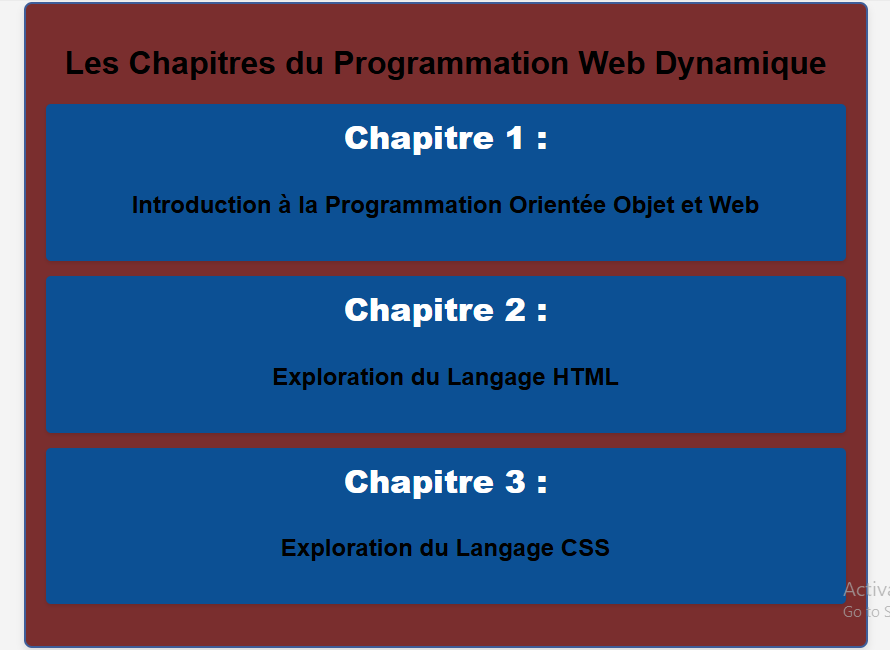 Les Chapitres du Programmation Web Dynamique
Chapitre 1 :
Introduction à la Programmation Orientée Objet et Web
Chapitre 2 :
Exploration du Langage HTML
Chapitre 3 :
Exploration du Langage CSS
Go to